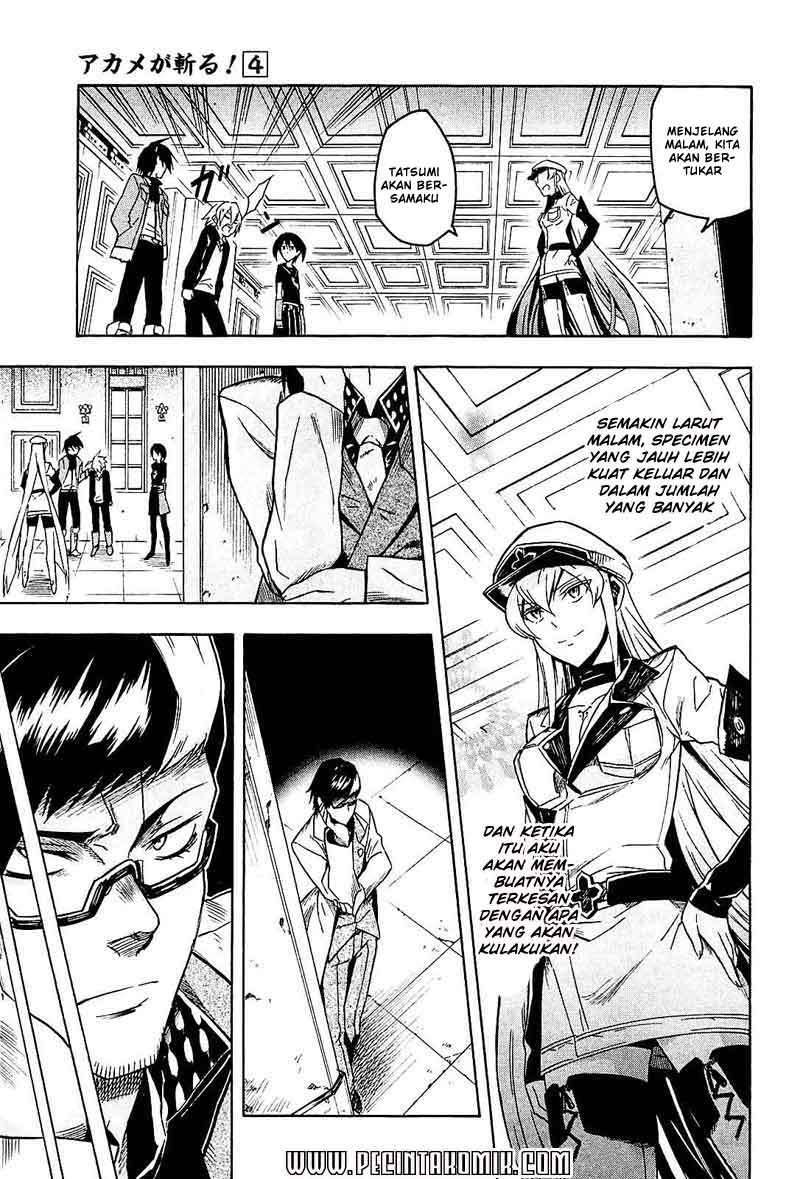 アカメが斬る！4
MENJELANG
MALAM, KITA
AKAN BER-
TUKAR
TATSUMI
AKAN BER-
SAMAKU
SEMAKIN LARUT
MALAM, SPECIMEN
YANG JAUH LEBIH
KUAT KELUAR DAN
DALAM JUMLAH
YANG BANYAK
DAN KETIKA
ITU AKU
AKAN MEM-
BUATNYA
TERKESAN
DENGAN APA
YANG AKAN
KULAKUKAN!
WWW.PECINTAKOMIK.COM